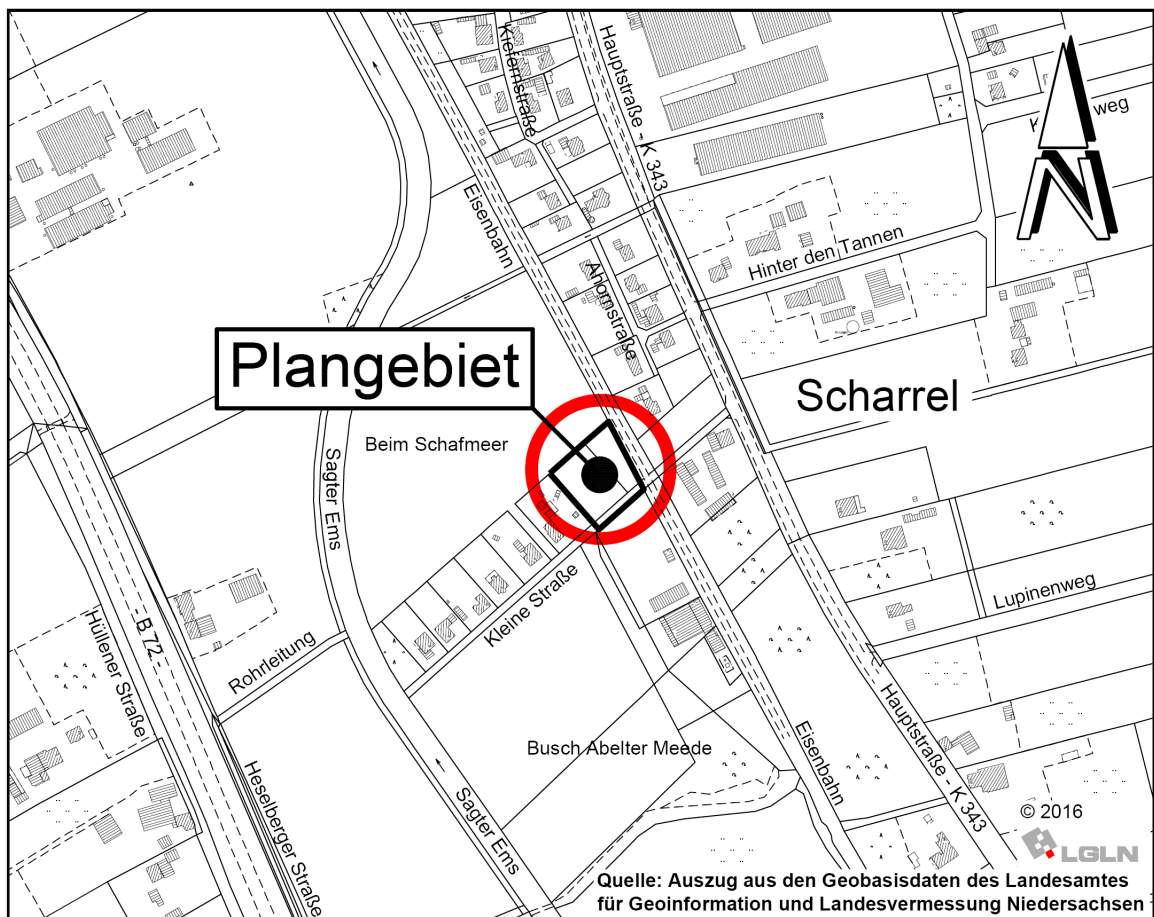 Kiefernstraße
Hauptstraße - K 343
weg
Eisenbahn
Hinter den Tannen
Ahornstraße
N
Plangebiet
Scharrel
Beim Schafmeer
Sagter Ems
Kleine Straße
Lupinenweg
- B 72 -
Hüllener Straße
Rohrleitung
Busch Abelter Meede
Hauptstraße - K 343
Eisenbahn
Heselberger Straße
Sagter Ems
© 2016
LGLN
Quelle: Auszug aus den Geobasisdaten des Landesamtes
für Geoinformation und Landesvermessung Niedersachsen